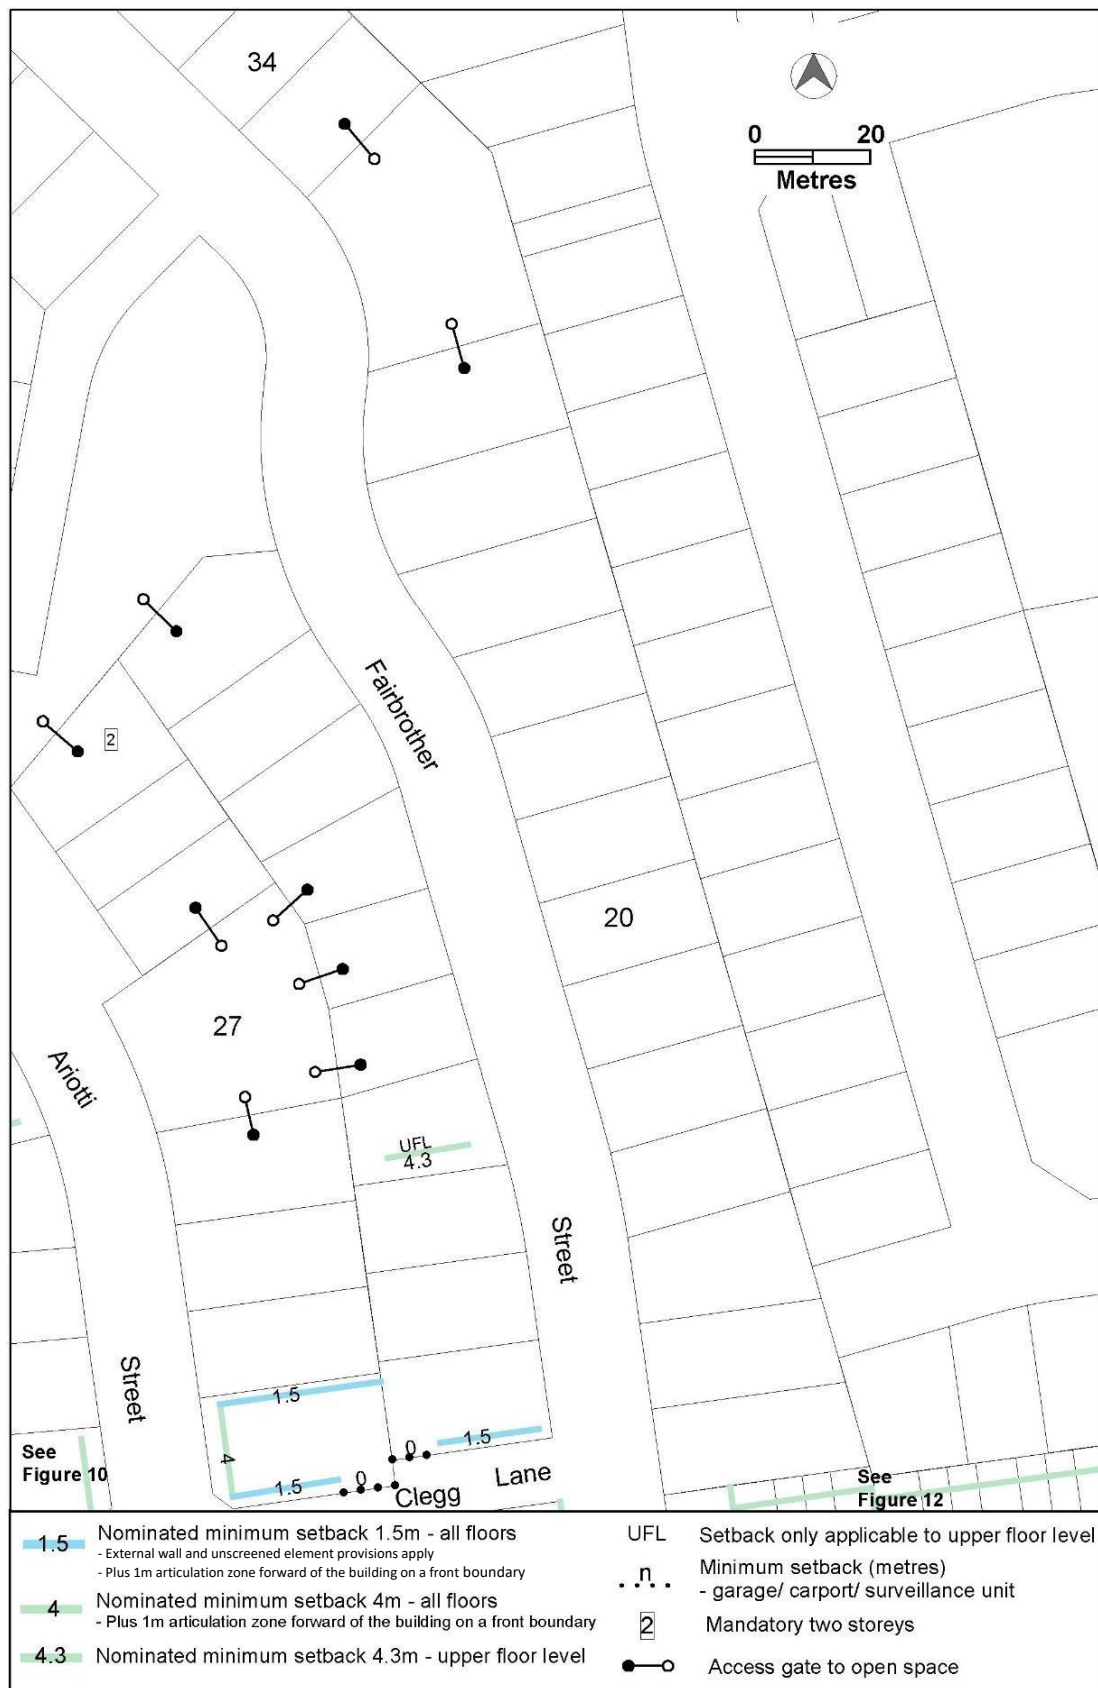 34
0 20
Metres
Fairbrother
2
20
27
Ariotti
UFL
4.3
Street
Street
1.5
4
1.5
0
0
1.5
Clegg Lane
See
Figure 10
See
Figure 12
1.5 Nominated minimum setback 1.5m - all floors
- External wall and unscreened element provisions apply
- Plus 1m articulation zone forward of the building on a front boundary
4 Nominated minimum setback 4m - all floors
- Plus 1m articulation zone forward of the building on a front boundary
4.3 Nominated minimum setback 4.3m - upper floor level
UFL Setback only applicable to upper floor level
n Minimum setback (metres)
- garage/ carport/ surveillance unit
2 Mandatory two storeys
Access gate to open space